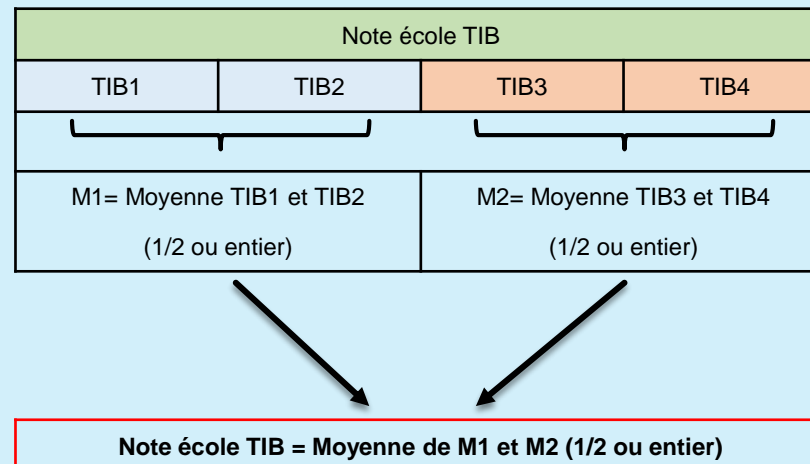 Note école TIB
TIB1 TIB2 TIB3 TIB4
M1= Moyenne TIB1 et TIB2
(1/2 ou entier)
M2= Moyenne TIB3 et TIB4
(1/2 ou entier)
Note école TIB = Moyenne de M1 et M2 (1/2 ou entier)